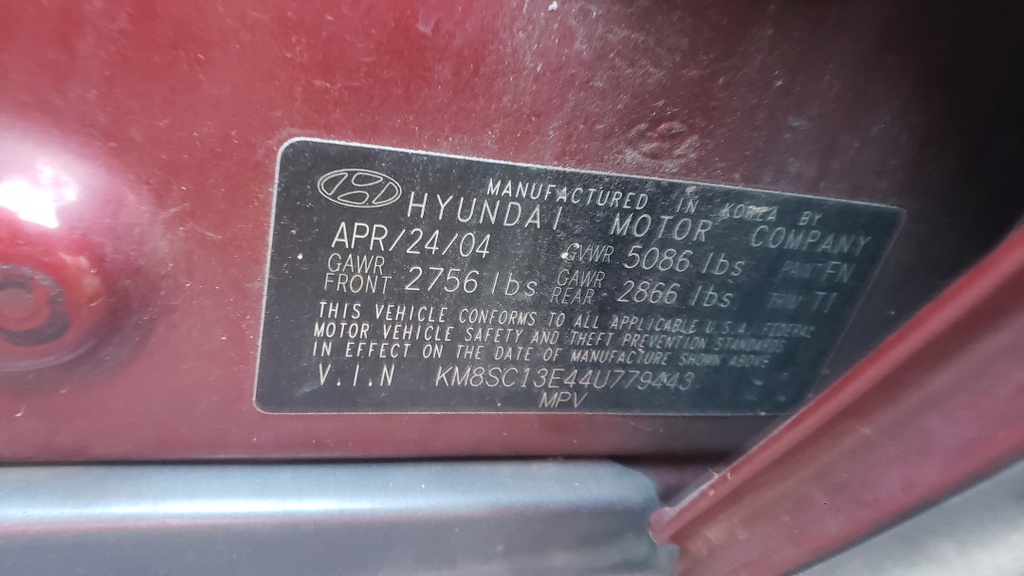 MANUFACTURED IN KOREA BY
HYUNDAI MOTOR COMPANY
APR/24/04 GVWR 5086 lbs PAINT FN
GAWR FRONT 2756 lbs GAWR REAR 2866 lbs TRIM TI
THIS VEHICLE CONFORMS TO ALL APPLICABLE U.S.A. FEDERAL
MOTOR VEHICLE SAFETY AND THEFT PREVENTION STANDARDS
IN EFFECT ON THE DATE OF MANUFACTURE SHOWN ABOVE
V.I.N KM8SC13E44U779443
MPV